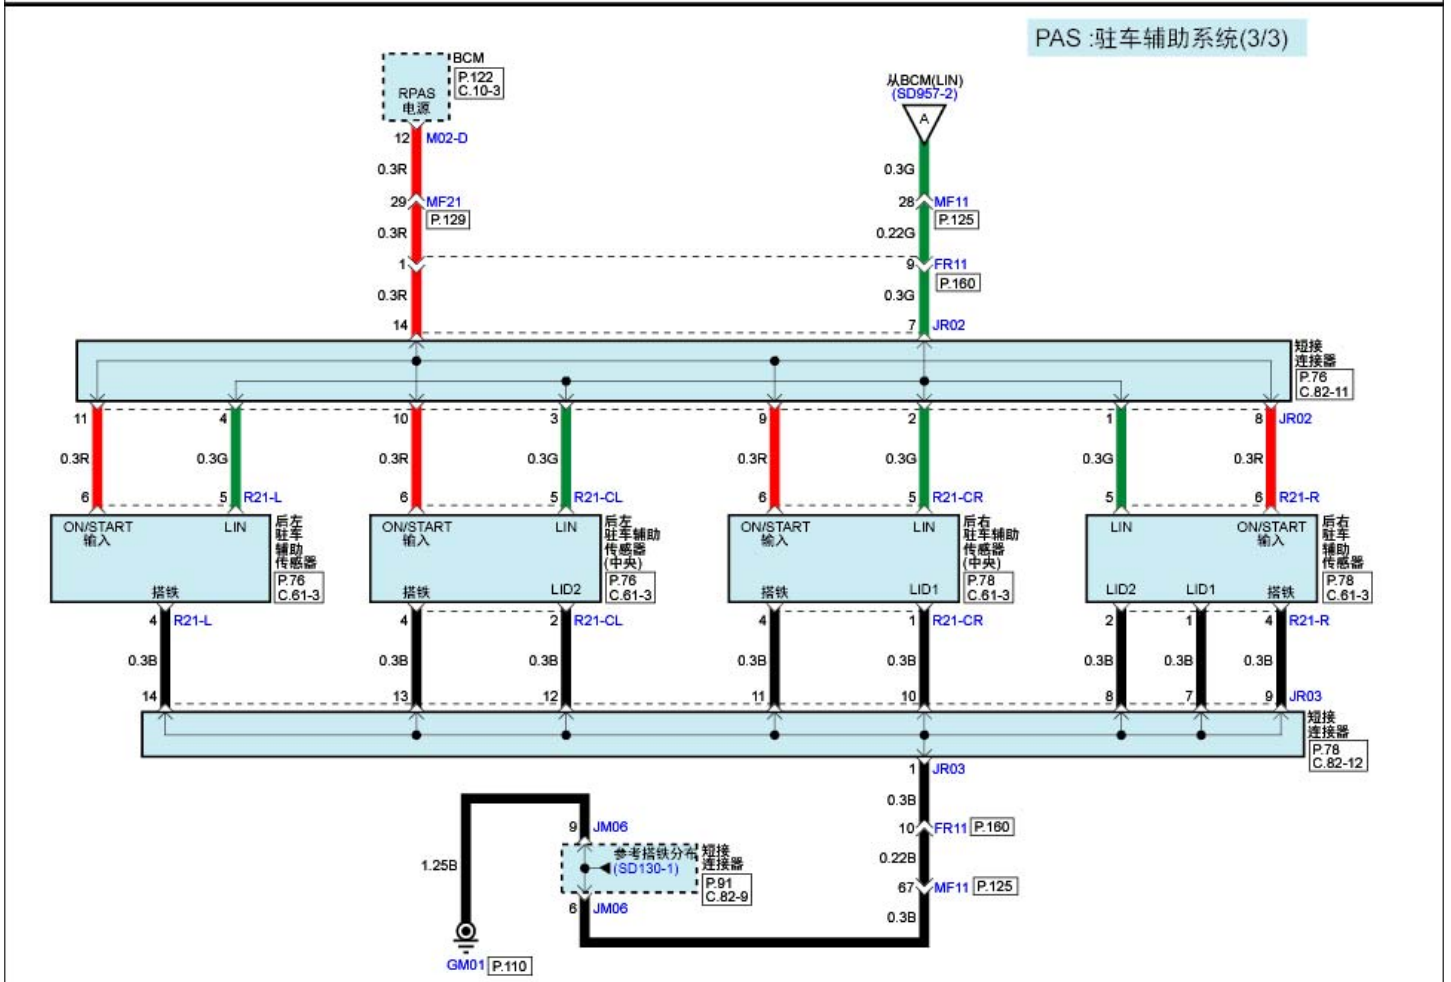 PAS :驻车辅助系统(3/3)
BCM
P.122
C.10-3
RPAS
电源
从BCM(LIN)
(SD957-2)
A
12 M02-D
0.3R
0.3G
29 MF21
P.129
28 MF11
P.125
0.3R
0.22G
1
9 FR11
P.160
0.3R
0.3G
14
7 JR02
短接
连接器
P.76
C.82-11
11 4 10 3 9 2 1 8 JR02
0.3R 0.3G 0.3R 0.3G 0.3R 0.3G 0.3G 0.3R
6 5 R21-L 6 5 R21-CL 6 5 R21-CR 5 6 R21-R
ON/START
输入
LIN
后左
驻车
辅助
传感器
P.76
C.61-3
搭铁
ON/START
输入
LIN
后左
驻车辅助
传感器
(中央)
P.76
C.61-3
搭铁
LID2
ON/START
输入
LIN
后右
驻车辅助
传感器
(中央)
P.78
C.61-3
搭铁
LID1
LIN
ON/START
输入
后右
驻车
辅助
传感器
P.78
C.61-3
LID2
LID1
搭铁
4 R21-L 4 2 R21-CL 4 1 R21-CR 2 1 4 R21-R
0.3B 0.3B 0.3B 0.3B 0.3B 0.3B 0.3B 0.3B
14 13 12 11 10 8 7 9 JR03
短接
连接器
P.78
C.82-12
1 JR03
0.3B
10 FR11 P.160
0.22B
67 MF11 P.125
0.3B
9 JM06
参考搭铁分布
(SD130-1)
短接
连接器
P.91
C.82-9
6 JM06
1.25B
GM01 P.110